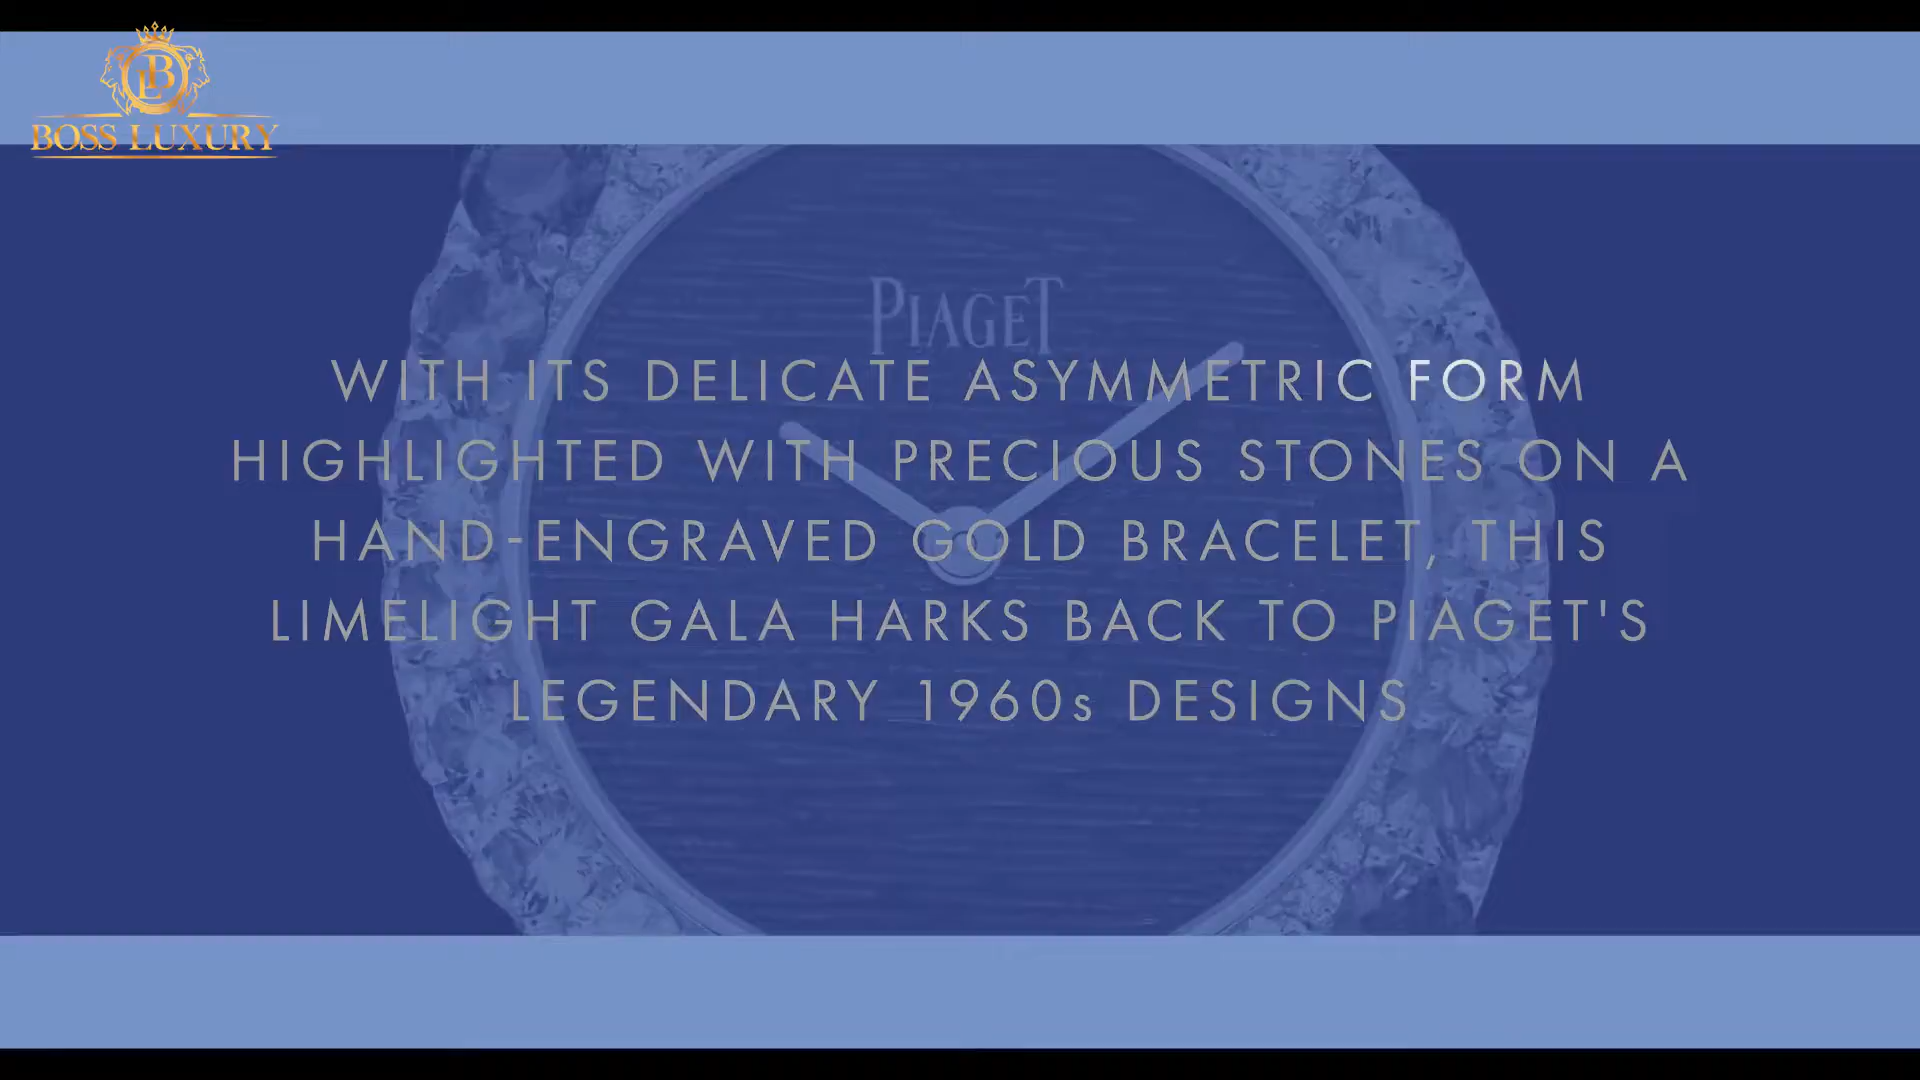 BOSS LUXURY
PIAGET
WITH ITS DELICATE ASYMMETRIC FORM
HIGHLIGHTED WITH PRECIOUS STONES ON A
HAND-ENGRAVED GOLD BRACELET, THIS
LIMELIGHT GALA HARKS BACK TO PIAGET'S
LEGENDARY 1960s DESIGNS